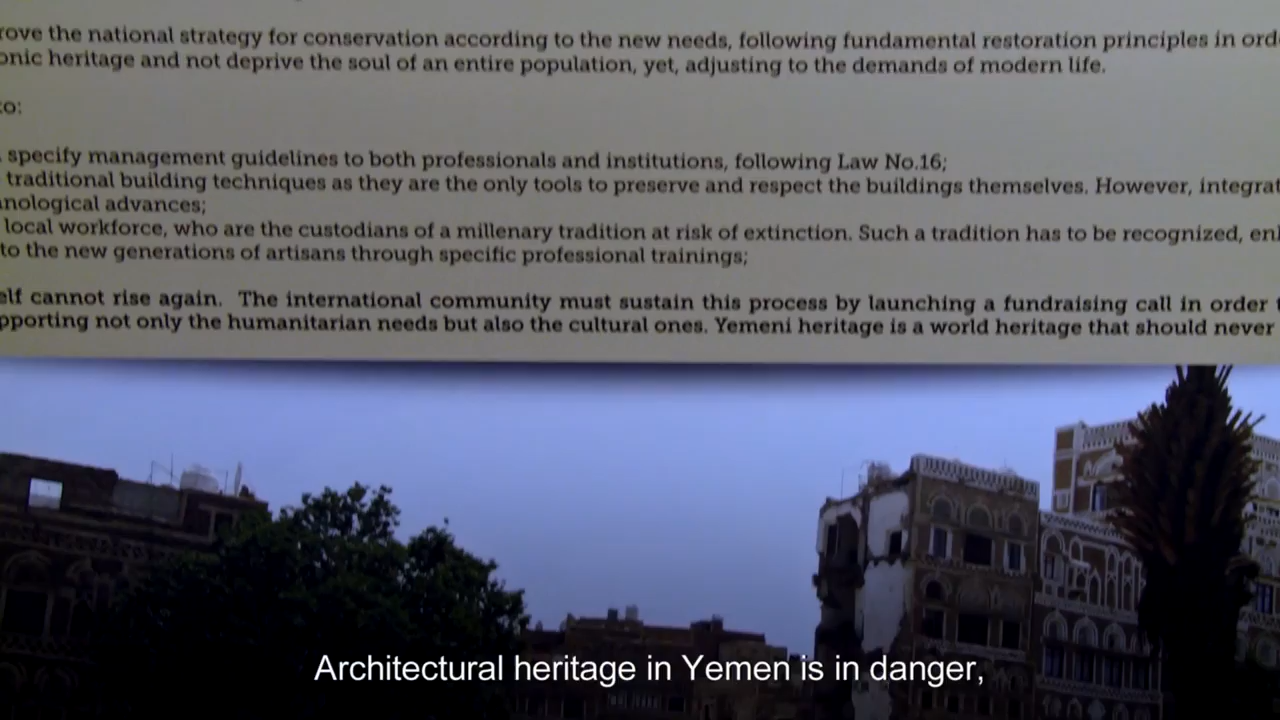 rove the national strategy for conservation according to the new needs, following fundamental restoration principles in ord
onic heritage and not deprive the soul of an entire population, yet, adjusting to the demands of modern life.
to:
specify management guidelines to both professionals and institutions, following Law No.16;
traditional building techniques as they are the only tools to preserve and respect the buildings themselves. However, integrat
nological advances;
local workforce, who are the custodians of a millenary tradition at risk of extinction. Such a tradition has to be recognized, enh
to the new generations of artisans through specific professional trainings;
elf cannot rise again. The international community must sustain this process by launching a fundraising call in order t
pporting not only the humanitarian needs but also the cultural ones. Yemeni heritage is a world heritage that should never
Architectural heritage in Yemen is in danger,